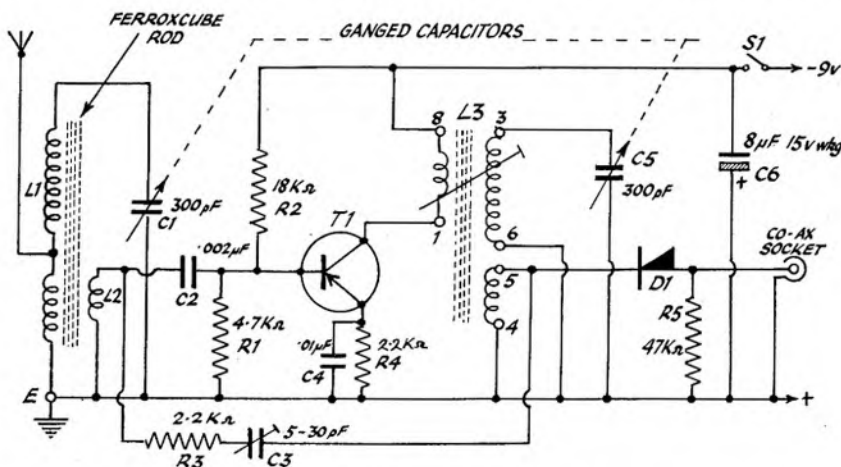 FERROXCUBE
ROD
GANGED CAPACITORS
S1
-9v
L1
300pF
C1
18KΩ
R2
8
L3
3
C5
300pF
8µF 15v wkg
+
C6
T1
1
6
CO-AX
SOCKET
L2
.002µF
C2
5
D1
4.7KΩ
R1
.01µF
C4
2.2KΩ
R4
4
R5
47KΩ
E
+
2.2KΩ
R3
5-30pF
C3